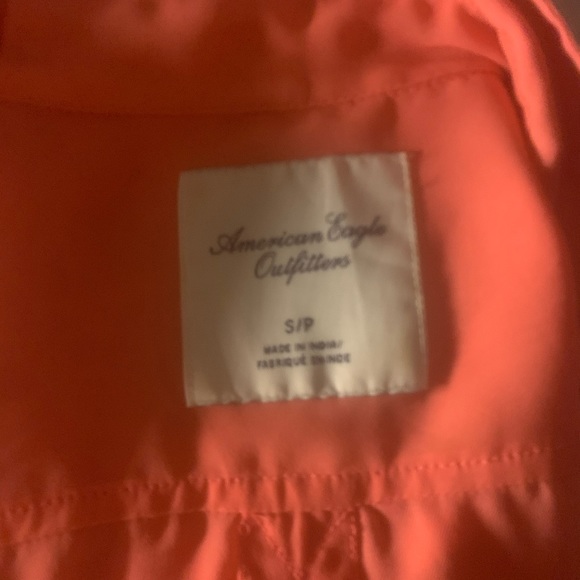 American Eagle
Outfitters
S/P
MADE IN INDIA/
FABRIQUÉ EN INDE